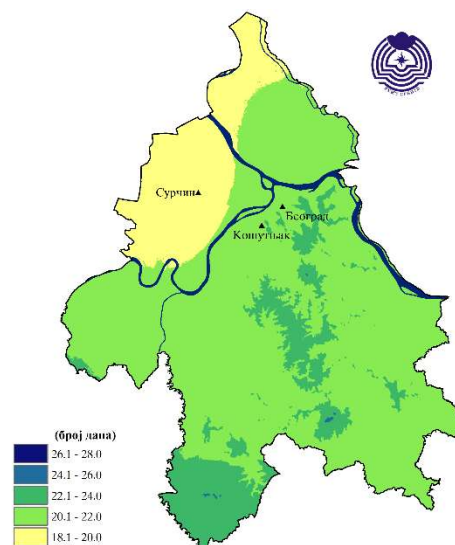 Сурчин
Београд
Кошутњак
(број дана)
26.1 - 28.0
24.1 - 26.0
22.1 - 24.0
20.1 - 22.0
18.1 - 20.0